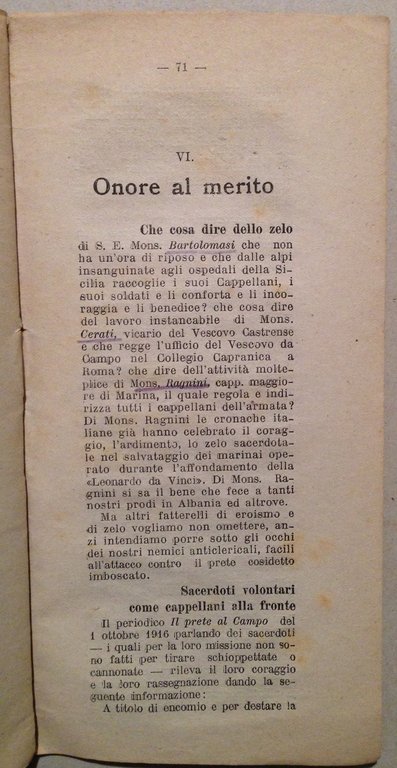 — 71 —
VI.
Onore al merito
Che cosa dire dello zelo
di S. E. Mons. Bartolomasi che non
ha un'ora di riposo e che dalle alpi
insanguinate agli ospedali della Si-
cilia raccoglie i suoi Cappellani, i
suoi soldati e li conforta e li inco-
raggia e li benedice? che cosa dire
del lavoro instancabile di Mons.
Cerati, vicario del Vescovo Castrense
e che regge l'ufficio del Vescovo da
Campo nel Collegio Capranica a
Roma? che dire dell'attività molte-
plice di Mons. Ragnini, capp. maggio-
re di Marina, il quale regola e indi-
rizza tutti i cappellani dell'armata?
Di Mons. Ragnini le cronache ita-
liane già hanno celebrato il corag-
gio, l'ardimento, lo zelo sacerdota-
le nel salvataggio dei marinai ope-
rato durante l'affondamento della
«Leonardo da Vinci». Di Mons. Ra-
gnini si sa il bene che fece a tanti
nostri prodi in Albania ed altrove.
Ma altri fatterelli di eroismo e
di zelo vogliamo non omettere, an-
zi intendiamo porre sotto gli occhi
dei nostri nemici anticlericali, facili
all'attacco contro il prete cosidetto
imboscato.
Sacerdoti volontari
come cappellani alla fronte
Il periodico Il prete al Campo del
1 ottobre 1916 parlando dei sacerdoti
— i quali per la loro missione non so-
no fatti per tirare schioppettate o
cannonate — rileva il loro coraggio
e la loro rassegnazione dando la se-
guente informazione:
A titolo di encomio e per destare la